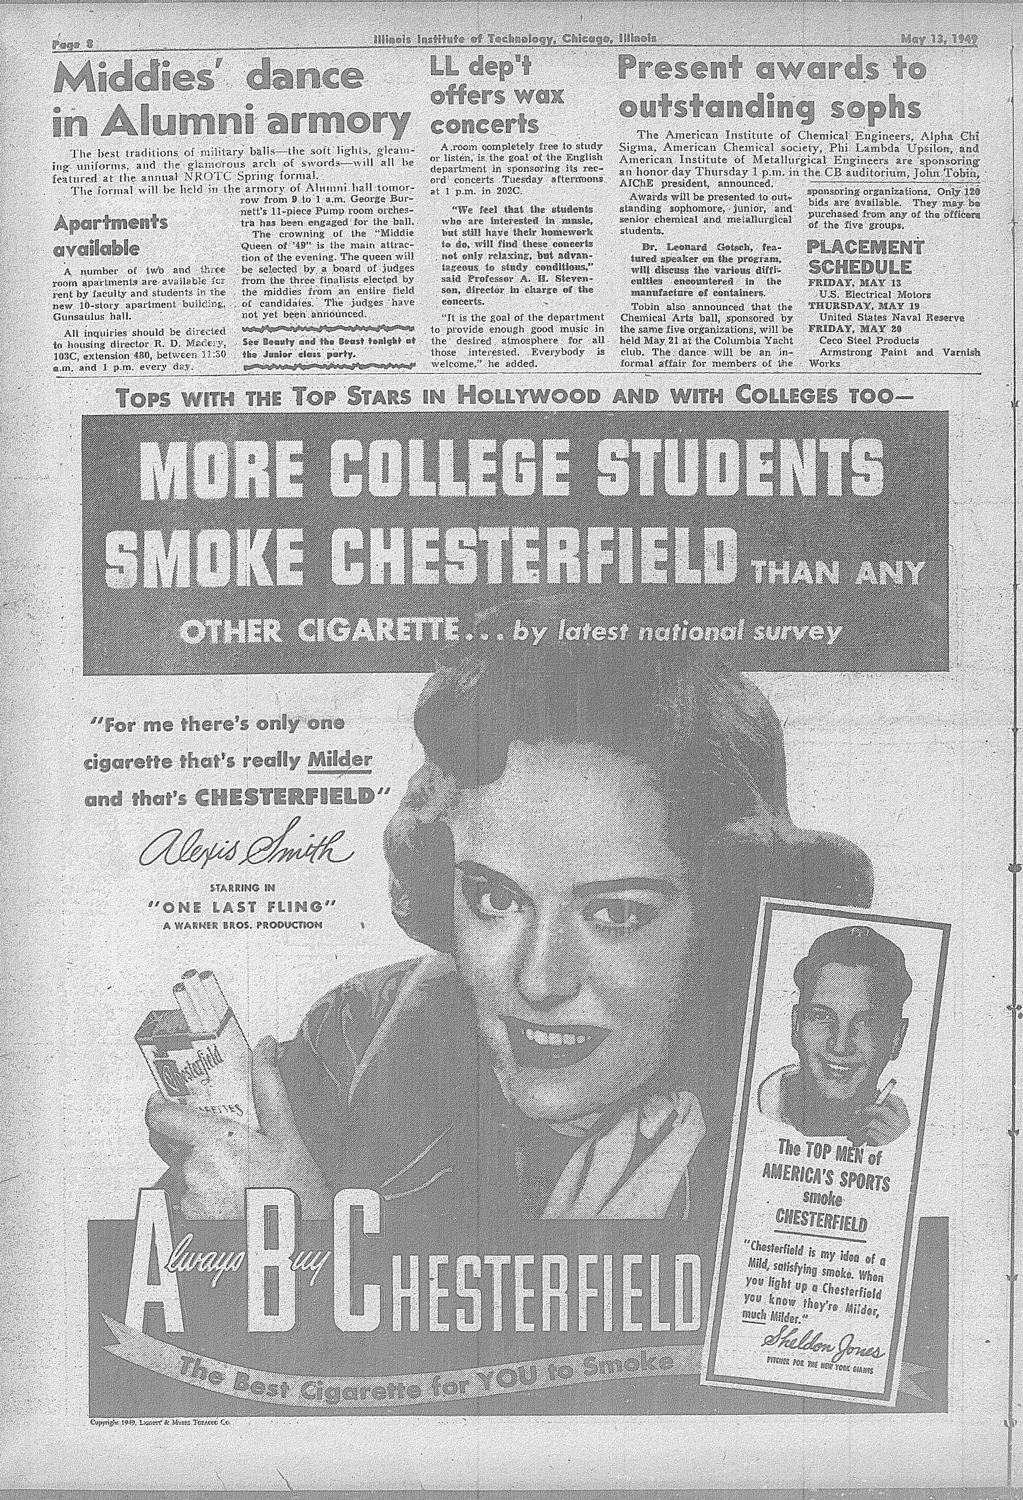 Page 8
Illinois Institute of Technology, Chicago, Illinois
May 13, 1949
Middies' dance
in Alumni armory
The best traditions of military balls—the soft lights, gleam-
ing uniforms, and the glamorous arch of swords—will all be
featured at the annual NROTC Spring formal.
The formal will be held in the armory of Alumni hall tomor-
row from 9 to 1 a.m. George Bur-
nett's 11-piece Pump room orches-
tra has been engaged for the ball.
The crowning of the "Middie
Queen of '49" is the main attrac-
tion of the evening. The queen will
be selected by a board of judges
from the three finalists elected by
the middies from an entire field
of candidates. The judges have
not yet been announced.
See Beauty and the Beast tonight at
the Junior class party.
Apartments
available
A number of two and three
room apartments are available for
rent by faculty and students in the
new 10-story apartment building,
Gunsaulus hall.
All inquiries should be directed
to housing director R. D. Madery,
103C, extension 480, between 11:30
a.m. and 1 p.m. every day.
LL dep't
offers wax
concerts
A room completely free to study
or listen, is the goal of the English
department in sponsoring its rec-
ord concerts Tuesday afternoons
at 1 p.m. in 202C.
"We feel that the students
who are interested in music,
but still have their homework
to do, will find these concerts
not only relaxing, but advan-
tageous to study conditions,"
said Professor A. H. Steven-
son, director in charge of the
concerts.
"It is the goal of the department
to provide enough good music in
the desired atmosphere for all
those interested. Everybody is
welcome," he added.
Present awards to
outstanding sophs
The American Institute of Chemical Engineers, Alpha Chi
Sigma, American Chemical society, Phi Lambda Upsilon, and
American Institute of Metallurgical Engineers are sponsoring
an honor day Thursday 1 p.m. in the CB auditorium, John Tobin,
AIChE president, announced.
Awards will be presented to out-
standing sophomore, junior, and
senior chemical and metallurgical
students.
Dr. Leonard Gotsch, fea-
tured speaker on the program,
will discuss the various diffi-
culties encountered in the
manufacture of containers.
Tobin also announced that the
Chemical Arts ball, sponsored by
the same five organizations, will be
held May 21 at the Columbia Yacht
club. The dance will be an in-
formal affair for members of the
sponsoring organizations. Only 120
bids are available. They may be
purchased from any of the officers
of the five groups.
PLACEMENT
SCHEDULE
FRIDAY, MAY 13
U.S. Electrical Motors
THURSDAY, MAY 19
United States Naval Reserve
FRIDAY, MAY 20
Ceco Steel Products
Armstrong Paint and Varnish
Works
TOPS WITH THE TOP STARS IN HOLLYWOOD AND WITH COLLEGES TOO—
MORE COLLEGE STUDENTS
SMOKE CHESTERFIELD THAN ANY
OTHER CIGARETTE... by latest national survey
"For me there's only one
cigarette that's really Milder
and that's CHESTERFIELD"
Alexis Smith
STARRING IN
"ONE LAST FLING"
A WARNER BROS. PRODUCTION
Chesterfield
The TOP MEN of
AMERICA'S SPORTS
smoke
CHESTERFIELD
"Chesterfield is my idea of a
Mild, satisfying smoke. When
you light up a Chesterfield
you know they're Milder,
much Milder."
Sheldon Jones
PITCHER FOR THE NEW YORK GIANTS
Always Buy CHESTERFIELD
The Best Cigarette for YOU to Smoke
Copyright 1949, LIGGETT & MYERS TOBACCO CO.